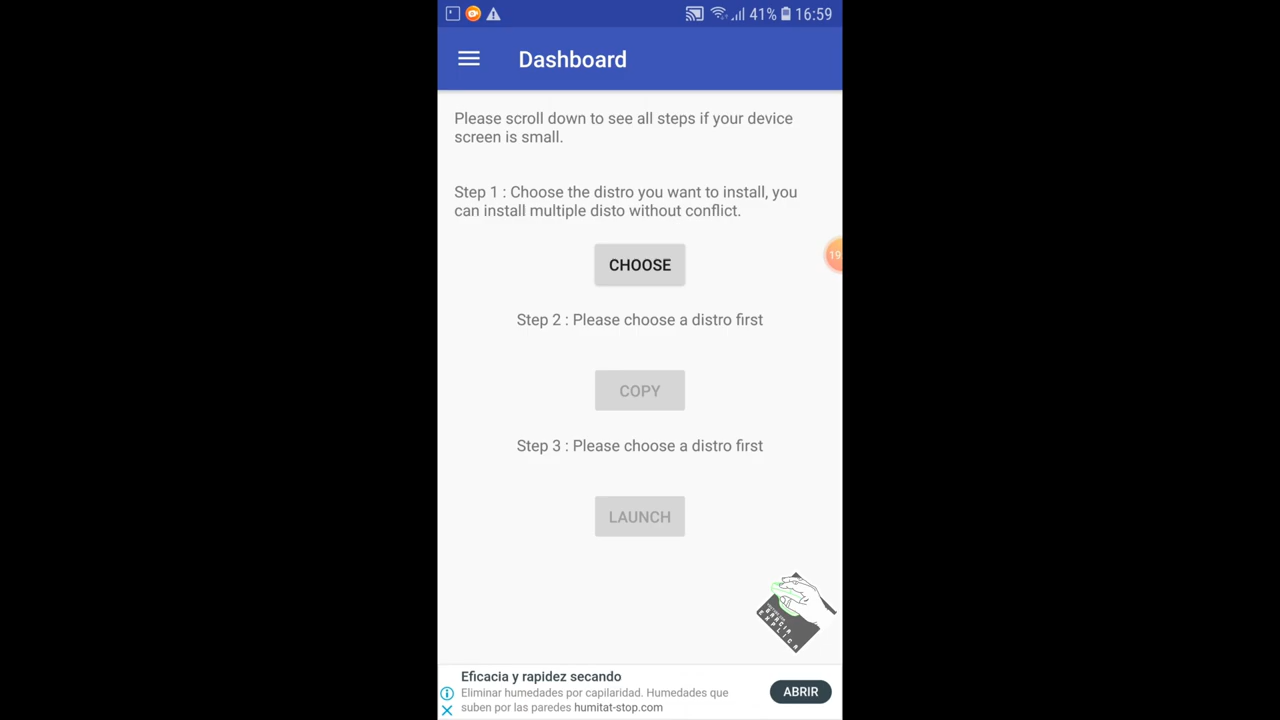 41% 16:59
Dashboard
Please scroll down to see all steps if your device
screen is small.
Step 1 : Choose the distro you want to install, you
can install multiple disto without conflict.
CHOOSE
19
Step 2 : Please choose a distro first
COPY
Step 3 : Please choose a distro first
LAUNCH
GARCIA
EXPLICA
Eficacia y rapidez secando
Eliminar humedades por capilaridad. Humedades que
suben por las paredes humitat-stop.com
ABRIR